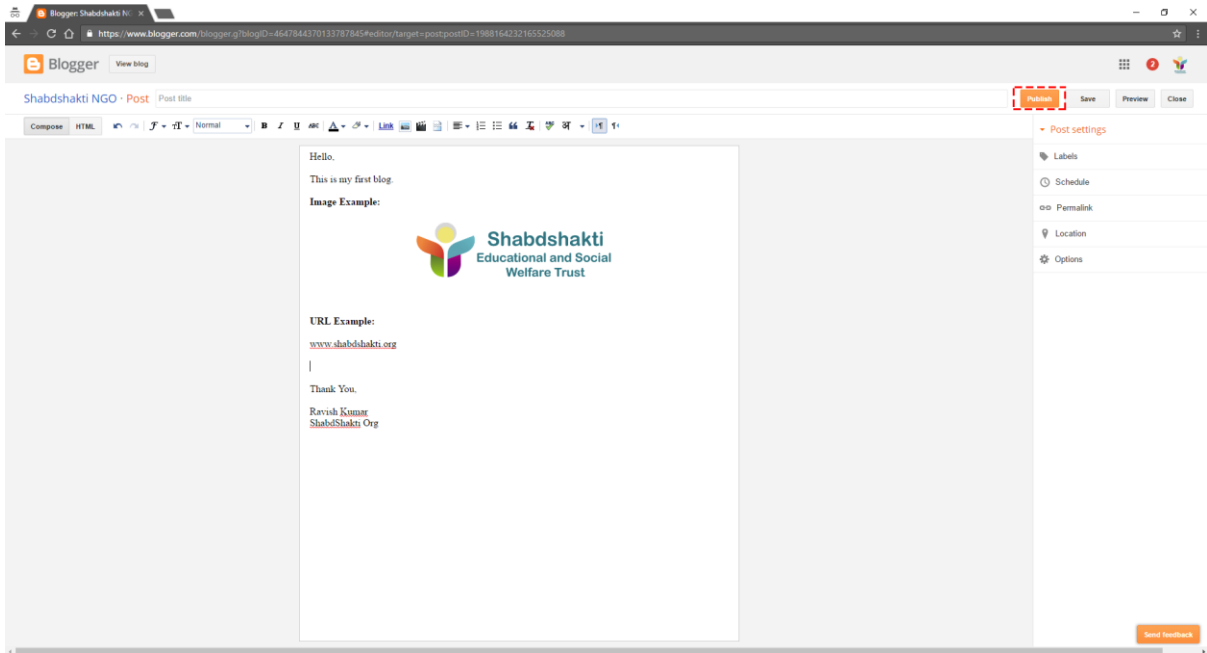 Blogger: Shabdshakti NG
https://www.blogger.com/blogger.g?blogID=4647844370133787845#editor/target=post;postID=1988164232165525088
Blogger View blog
2
Shabdshakti NGO · Post Post title Publish Save Preview Close
Compose HTML Normal B I U ABC A Link अ
Post settings
Labels
Schedule
Permalink
Location
Options
Hello,
This is my first blog.
Image Example:
Shabdshakti
Educational and Social
Welfare Trust
URL Example:
www.shabdshakti.org
Thank You,
Ravish Kumar
ShabdShakti Org
Send feedback